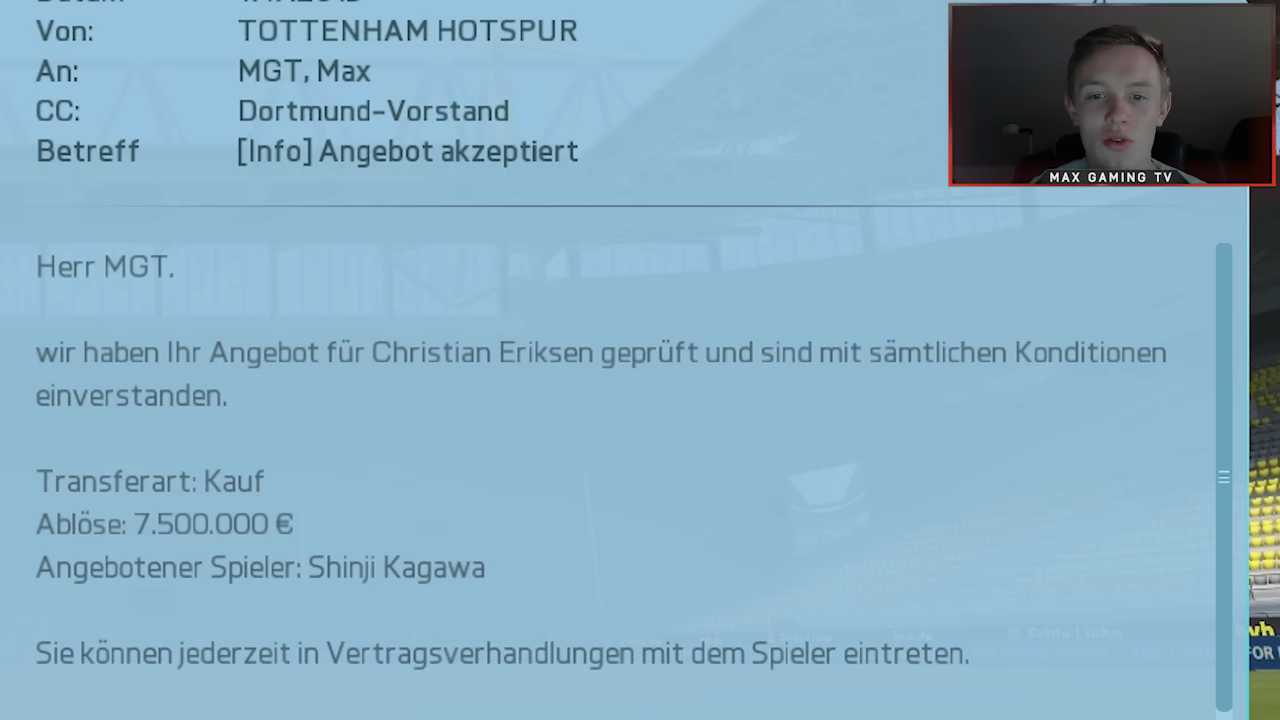 Von: TOTTENHAM HOTSPUR
An: MGT, Max
CC: Dortmund-Vorstand
Betreff [Info] Angebot akzeptiert
MAX GAMING TV
Herr MGT,
wir haben Ihr Angebot für Christian Eriksen geprüft und sind mit sämtlichen Konditionen
einverstanden.
Transferart: Kauf
Ablöse: 7.500.000 €
Angebotener Spieler: Shinji Kagawa
Sie können jederzeit in Vertragsverhandlungen mit dem Spieler eintreten.